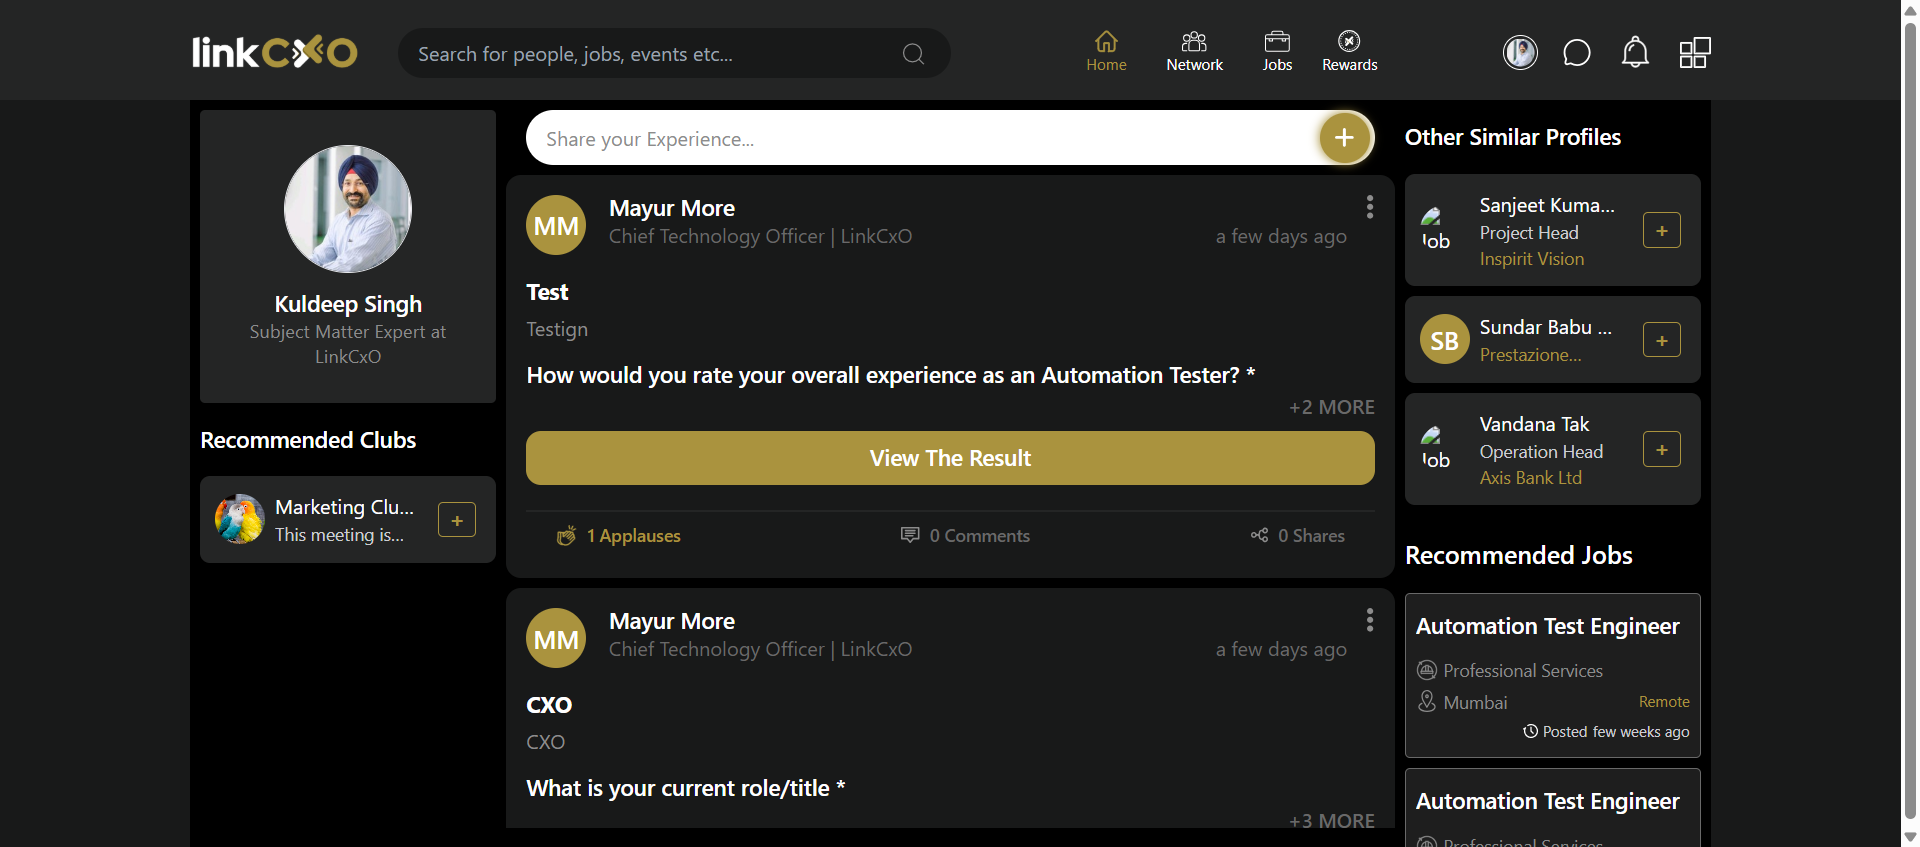 linkCXO
Search for people, jobs, events etc...
Home
Network
Jobs
Rewards
Kuldeep Singh
Subject Matter Expert at
LinkCxO
Recommended Clubs
Marketing Clu...
This meeting is...
+
Share your Experience...
+
MM
Mayur More
Chief Technology Officer | LinkCxO
a few days ago
Test
Testign
How would you rate your overall experience as an Automation Tester? *
+2 MORE
View The Result
1 Applauses
0 Comments
0 Shares
MM
Mayur More
Chief Technology Officer | LinkCxO
a few days ago
CXO
CXO
What is your current role/title *
+3 MORE
Other Similar Profiles
Job
Sanjeet Kuma...
Project Head
Inspirit Vision
+
SB
Sundar Babu ...
Prestazione...
+
Job
Vandana Tak
Operation Head
Axis Bank Ltd
+
Recommended Jobs
Automation Test Engineer
Professional Services
Mumbai
Remote
Posted few weeks ago
Automation Test Engineer
Professional Services